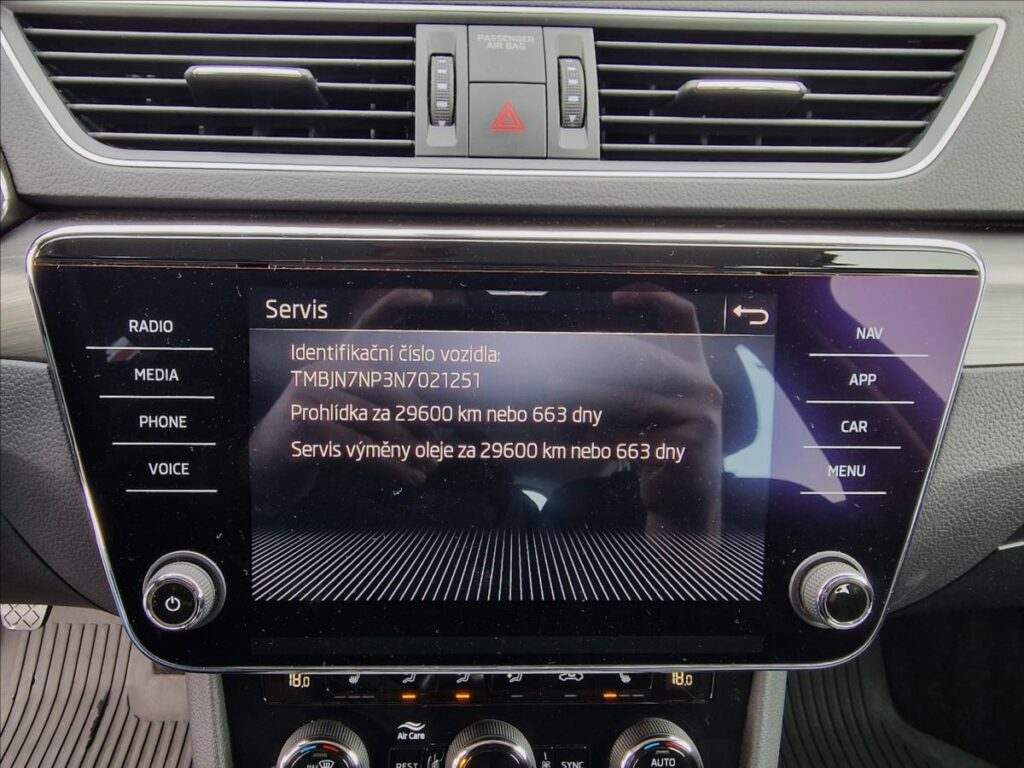 PASSENGER
AIR BAG
Servis
RADIO
MEDIA
PHONE
VOICE
Identifikační číslo vozidla:
TMBJN7NP3N7021251
Prohlídka za 29600 km nebo 663 dny
Servis výměny oleje za 29600 km nebo 663 dny
NAV
APP
CAR
MENU
18.0
18.0
Air Care
MAX
REST
SYNC
AUTO